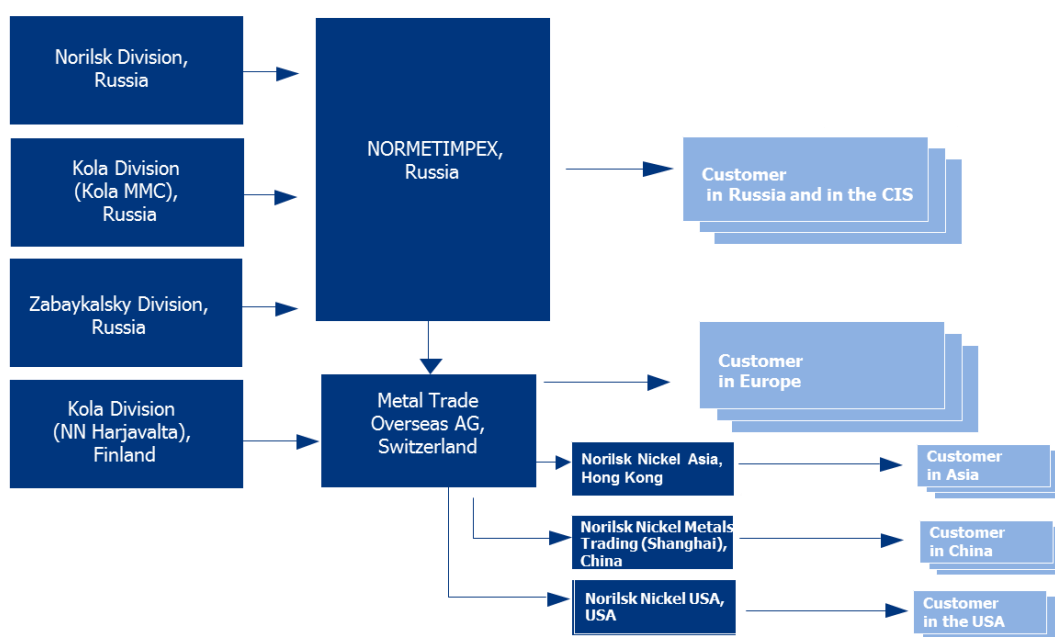 Norilsk Division,
Russia
NORMETIMPEX,
Russia
Kola Division
(Kola MMC),
Russia
Customer
in Russia and in the CIS
Zabaykalsky Division,
Russia
Customer
in Europe
Kola Division
(NN Harjavalta),
Finland
Metal Trade
Overseas AG,
Switzerland
Norilsk Nickel Asia,
Hong Kong
Customer
in Asia
Norilsk Nickel Metals
Trading (Shanghai),
China
Customer
in China
Norilsk Nickel USA,
USA
Customer
in the USA